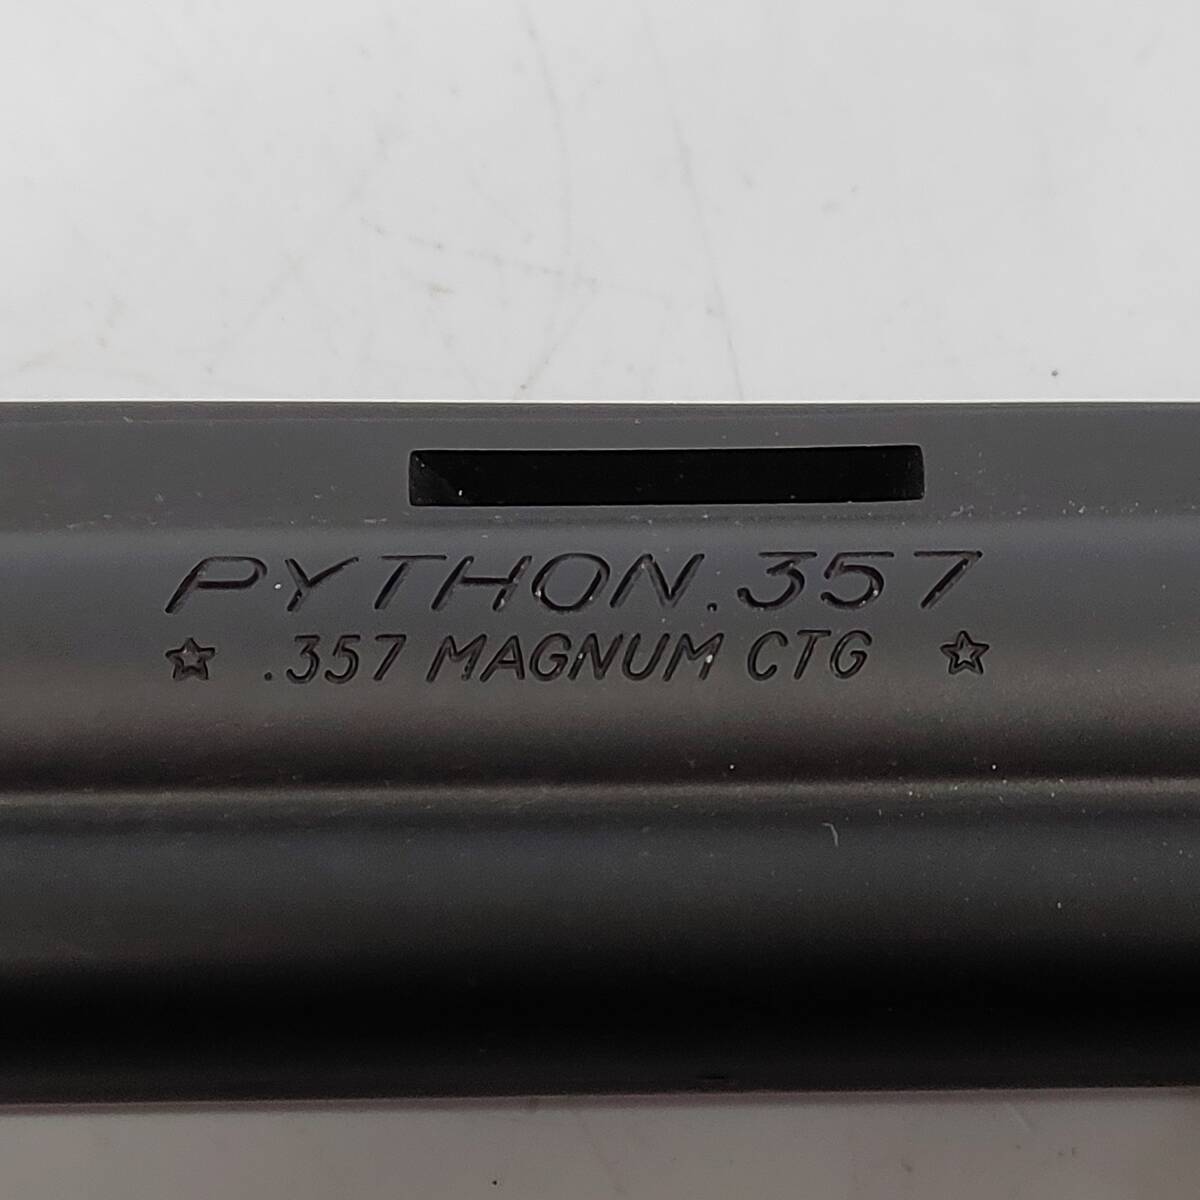 PYTHON.357
☆ .357 MAGNUM CTG ☆